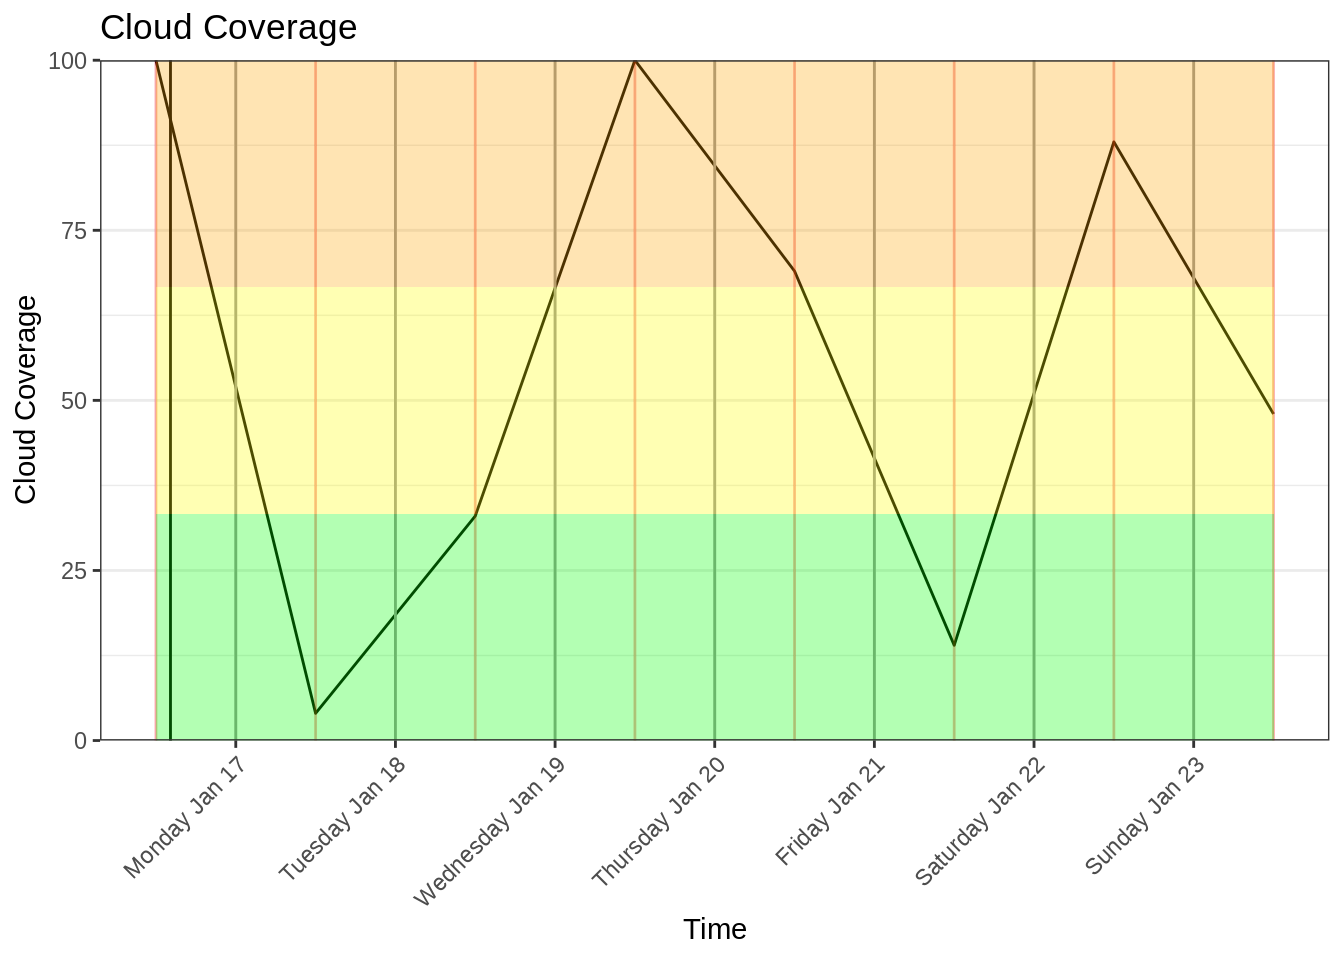 Cloud Coverage
100
75
50
25
0
Cloud Coverage
Monday Jan 17
Tuesday Jan 18
Wednesday Jan 19
Thursday Jan 20
Friday Jan 21
Saturday Jan 22
Sunday Jan 23
Time